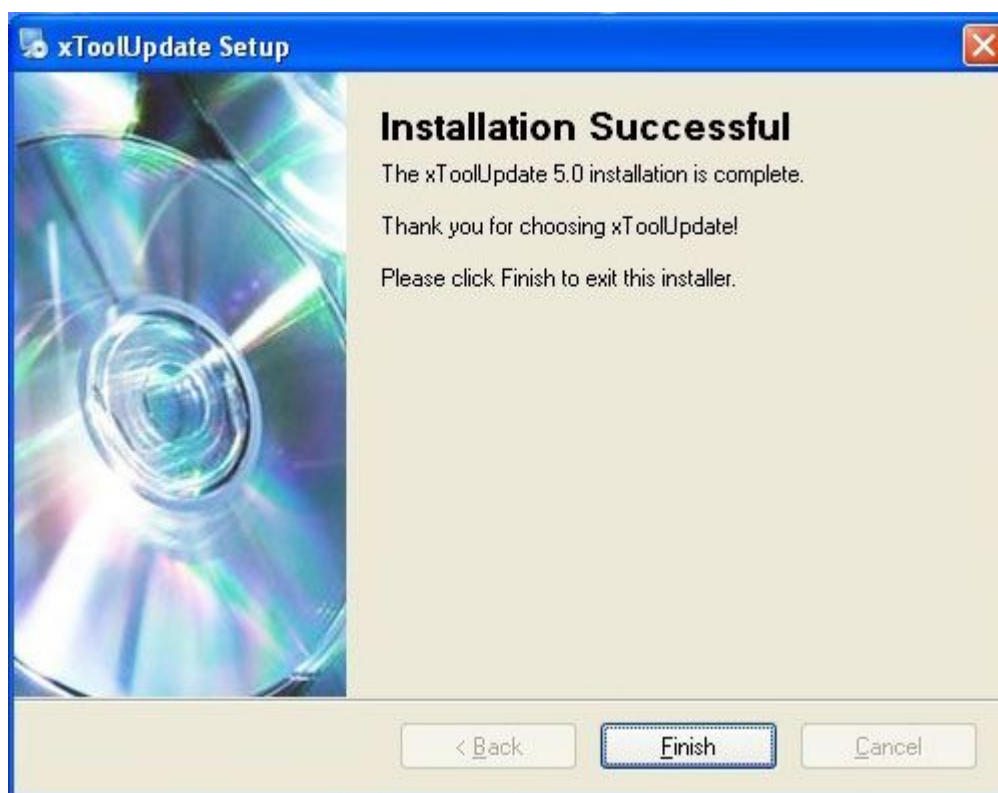 xToolUpdate Setup
Installation Successful
The xToolUpdate 5.0 installation is complete.
Thank you for choosing xToolUpdate!
Please click Finish to exit this installer.
< Back
Finish
Cancel